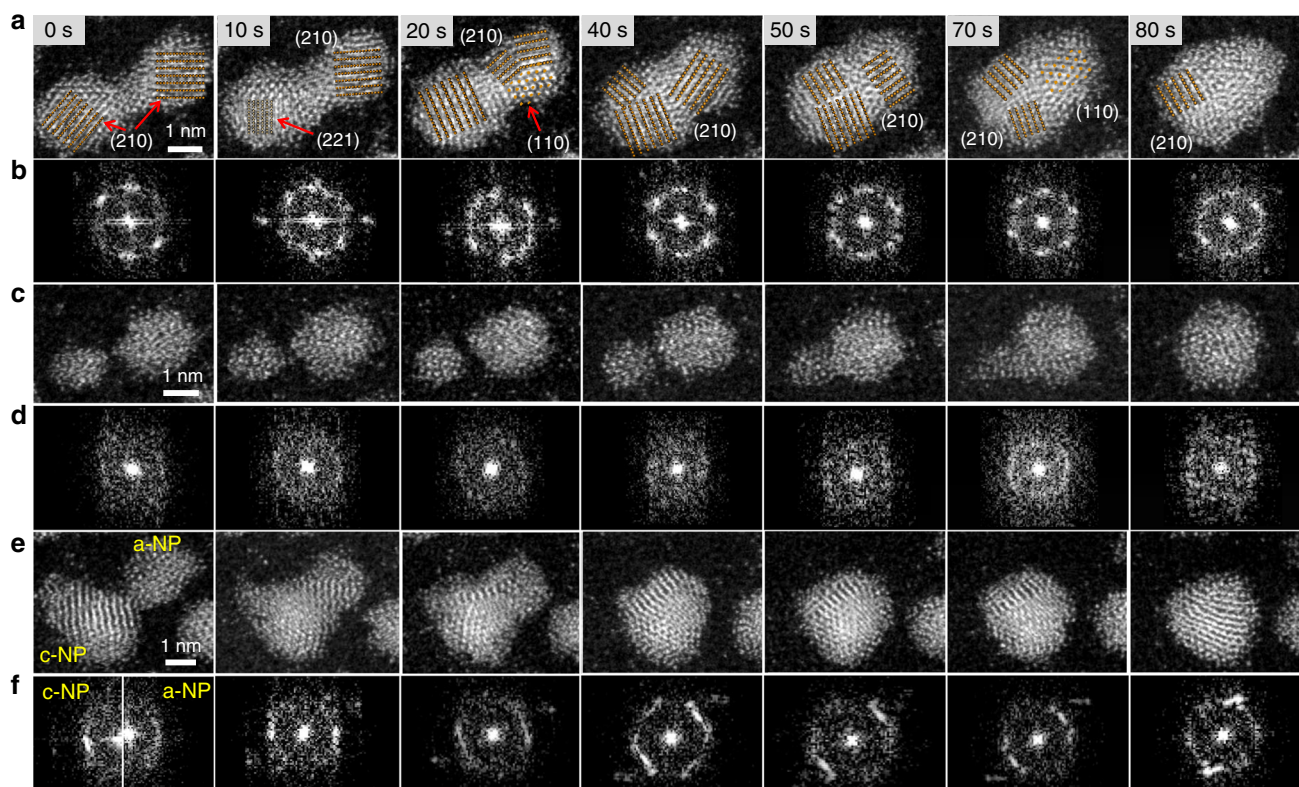 a
0 s
10 s
20 s
40 s
50 s
70 s
80 s
(210)
1 nm
(210)
(221)
(210)
(110)
(210)
(210)
(210)
(110)
(210)
b
c
1 nm
d
e
a-NP
c-NP
1 nm
f
c-NP
a-NP